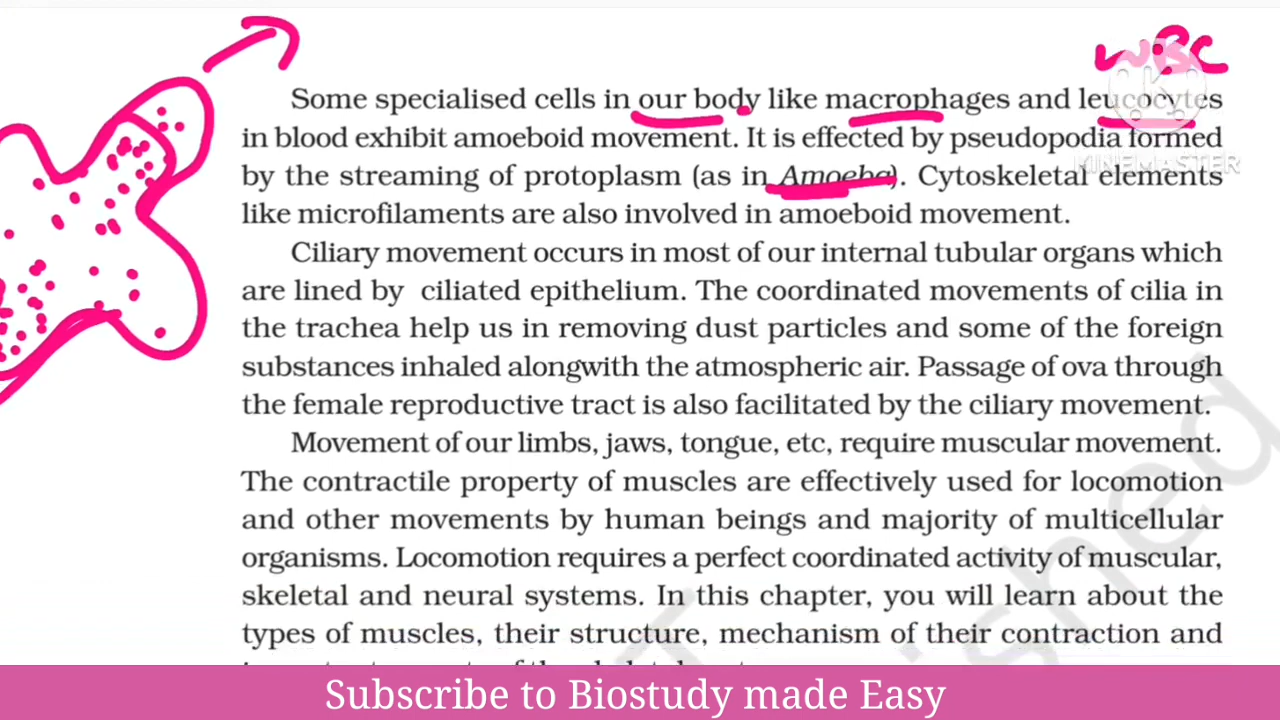 WBC
Some specialised cells in our body like macrophages and leucocytes
KINEMASTER
in blood exhibit amoeboid movement. It is effected by pseudopodia formed
by the streaming of protoplasm (as in Amoeba). Cytoskeletal elements
like microfilaments are also involved in amoeboid movement.
Ciliary movement occurs in most of our internal tubular organs which
are lined by ciliated epithelium. The coordinated movements of cilia in
the trachea help us in removing dust particles and some of the foreign
substances inhaled alongwith the atmospheric air. Passage of ova through
the female reproductive tract is also facilitated by the ciliary movement.
Movement of our limbs, jaws, tongue, etc, require muscular movement.
The contractile property of muscles are effectively used for locomotion
and other movements by human beings and majority of multicellular
organisms. Locomotion requires a perfect coordinated activity of muscular,
skeletal and neural systems. In this chapter, you will learn about the
types of muscles, their structure, mechanism of their contraction and
Subscribe to Biostudy made Easy